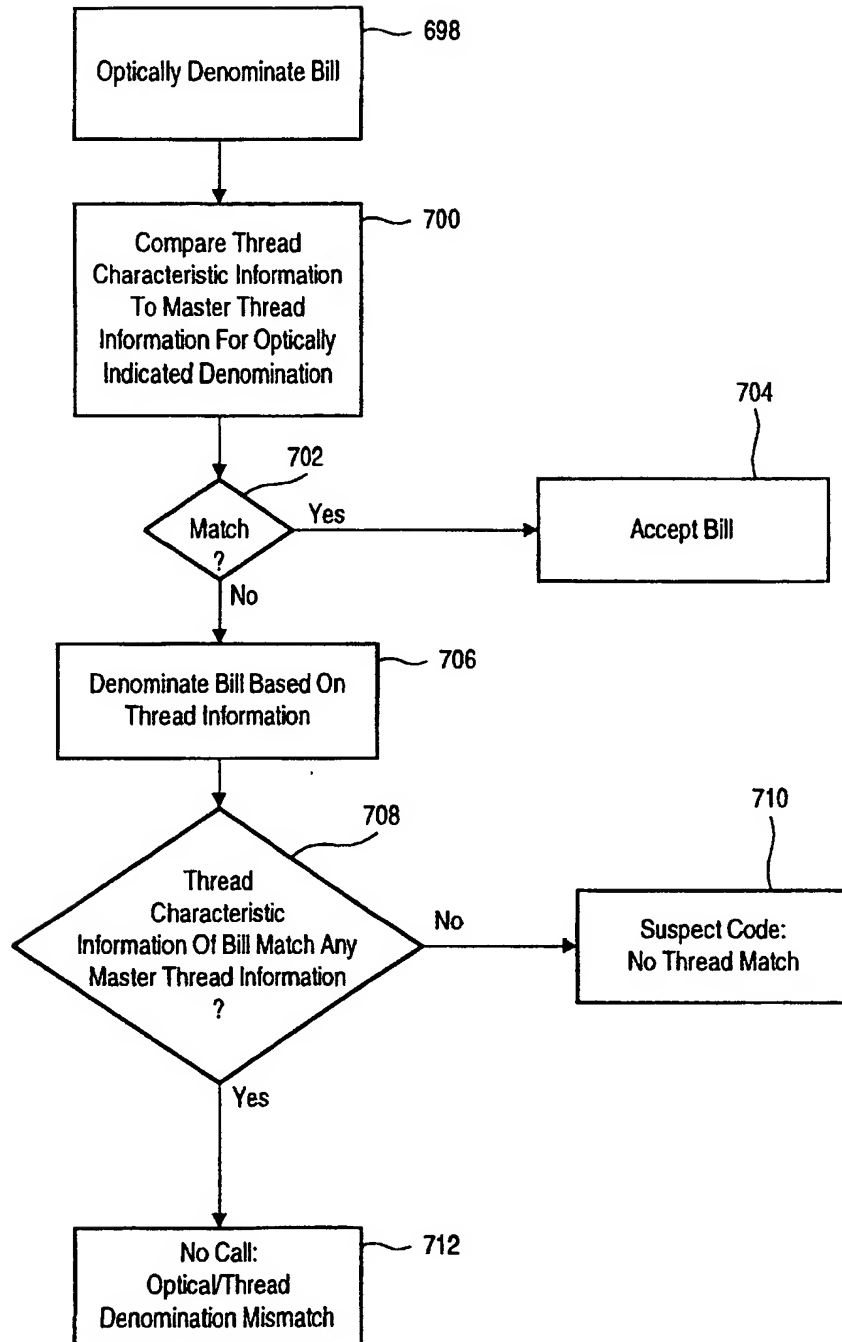 698
Optically Denominate Bill
700
Compare Thread
Characteristic Information
To Master Thread
Information For Optically
Indicated Denomination
704
702
Match
?
Yes
Accept Bill
No
706
Denominate Bill Based On
Thread Information
710
708
Thread
Characteristic
Information Of Bill Match Any
Master Thread Information
?
No
Suspect Code:
No Thread Match
Yes
712
No Call:
Optical/Thread
Denomination Mismatch